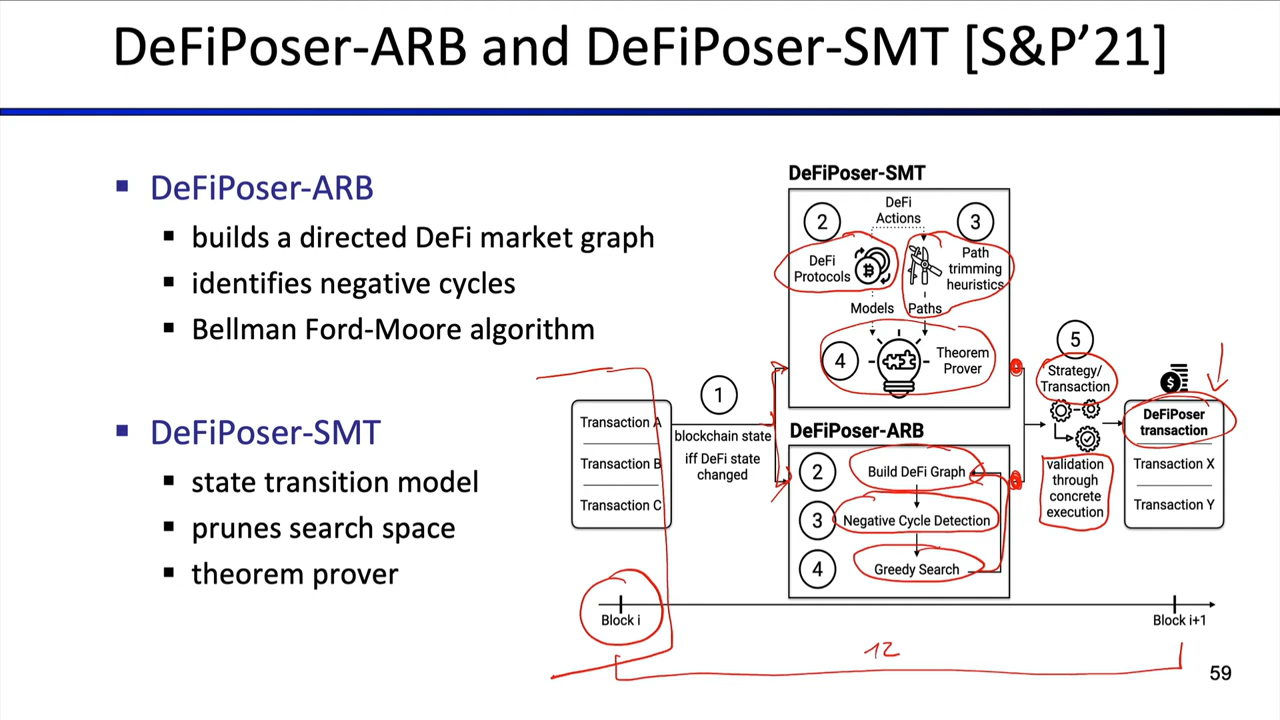 DeFiPoser-ARB and DeFiPoser-SMT [S&P'21]
▪ DeFiPoser-ARB
▪ builds a directed DeFi market graph
▪ identifies negative cycles
▪ Bellman Ford-Moore algorithm
▪ DeFiPoser-SMT
▪ state transition model
▪ prunes search space
▪ theorem prover
Transaction A
Transaction B
Transaction C
1
blockchain state
iff DeFi state
changed
DeFiPoser-SMT
DeFi
Actions
2
3
DeFi
Protocols
Path
trimming
heuristics
Models
Paths
4
Theorem
Prover
DeFiPoser-ARB
2
Build DeFi Graph
3
Negative Cycle Detection
4
Greedy Search
5
Strategy/
Transaction
validation
through
concrete
execution
$
DeFiPoser
transaction
Transaction X
Transaction Y
Block i
Block i+1
12
59